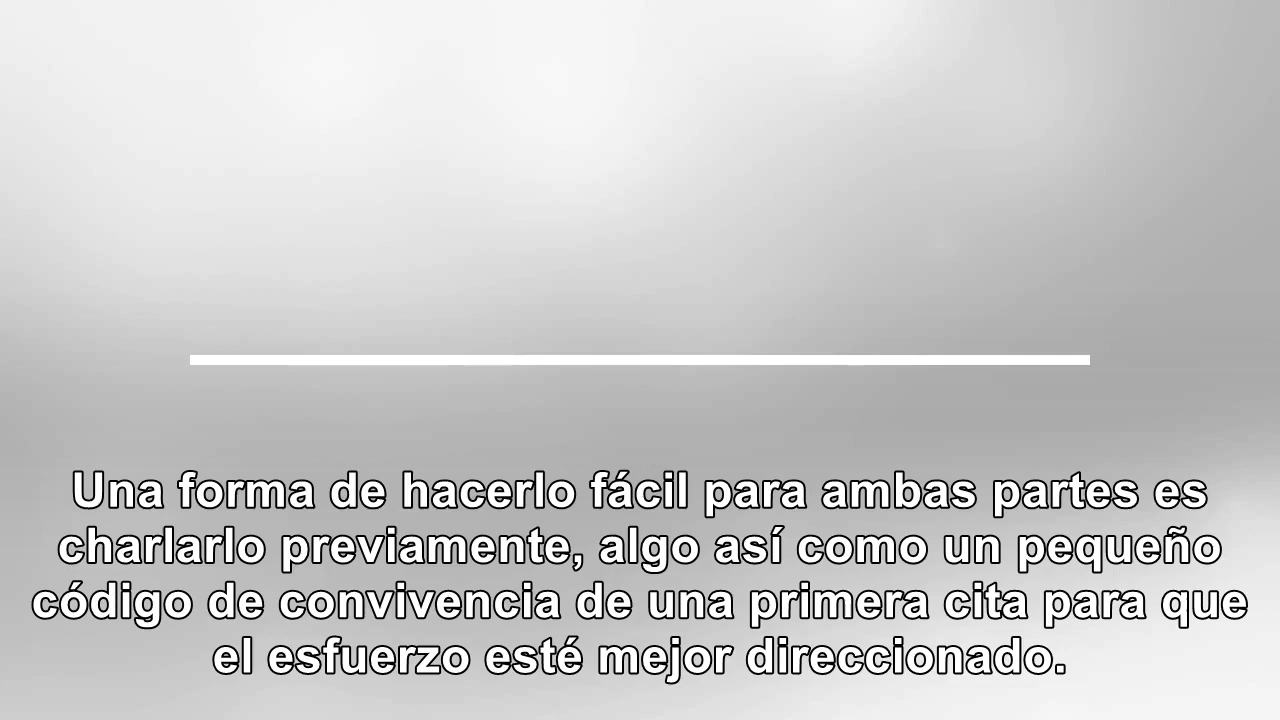 Una forma de hacerlo fácil para ambas partes es
charlarlo previamente, algo así como un pequeño
código de convivencia de una primera cita para que
el esfuerzo esté mejor direccionado.